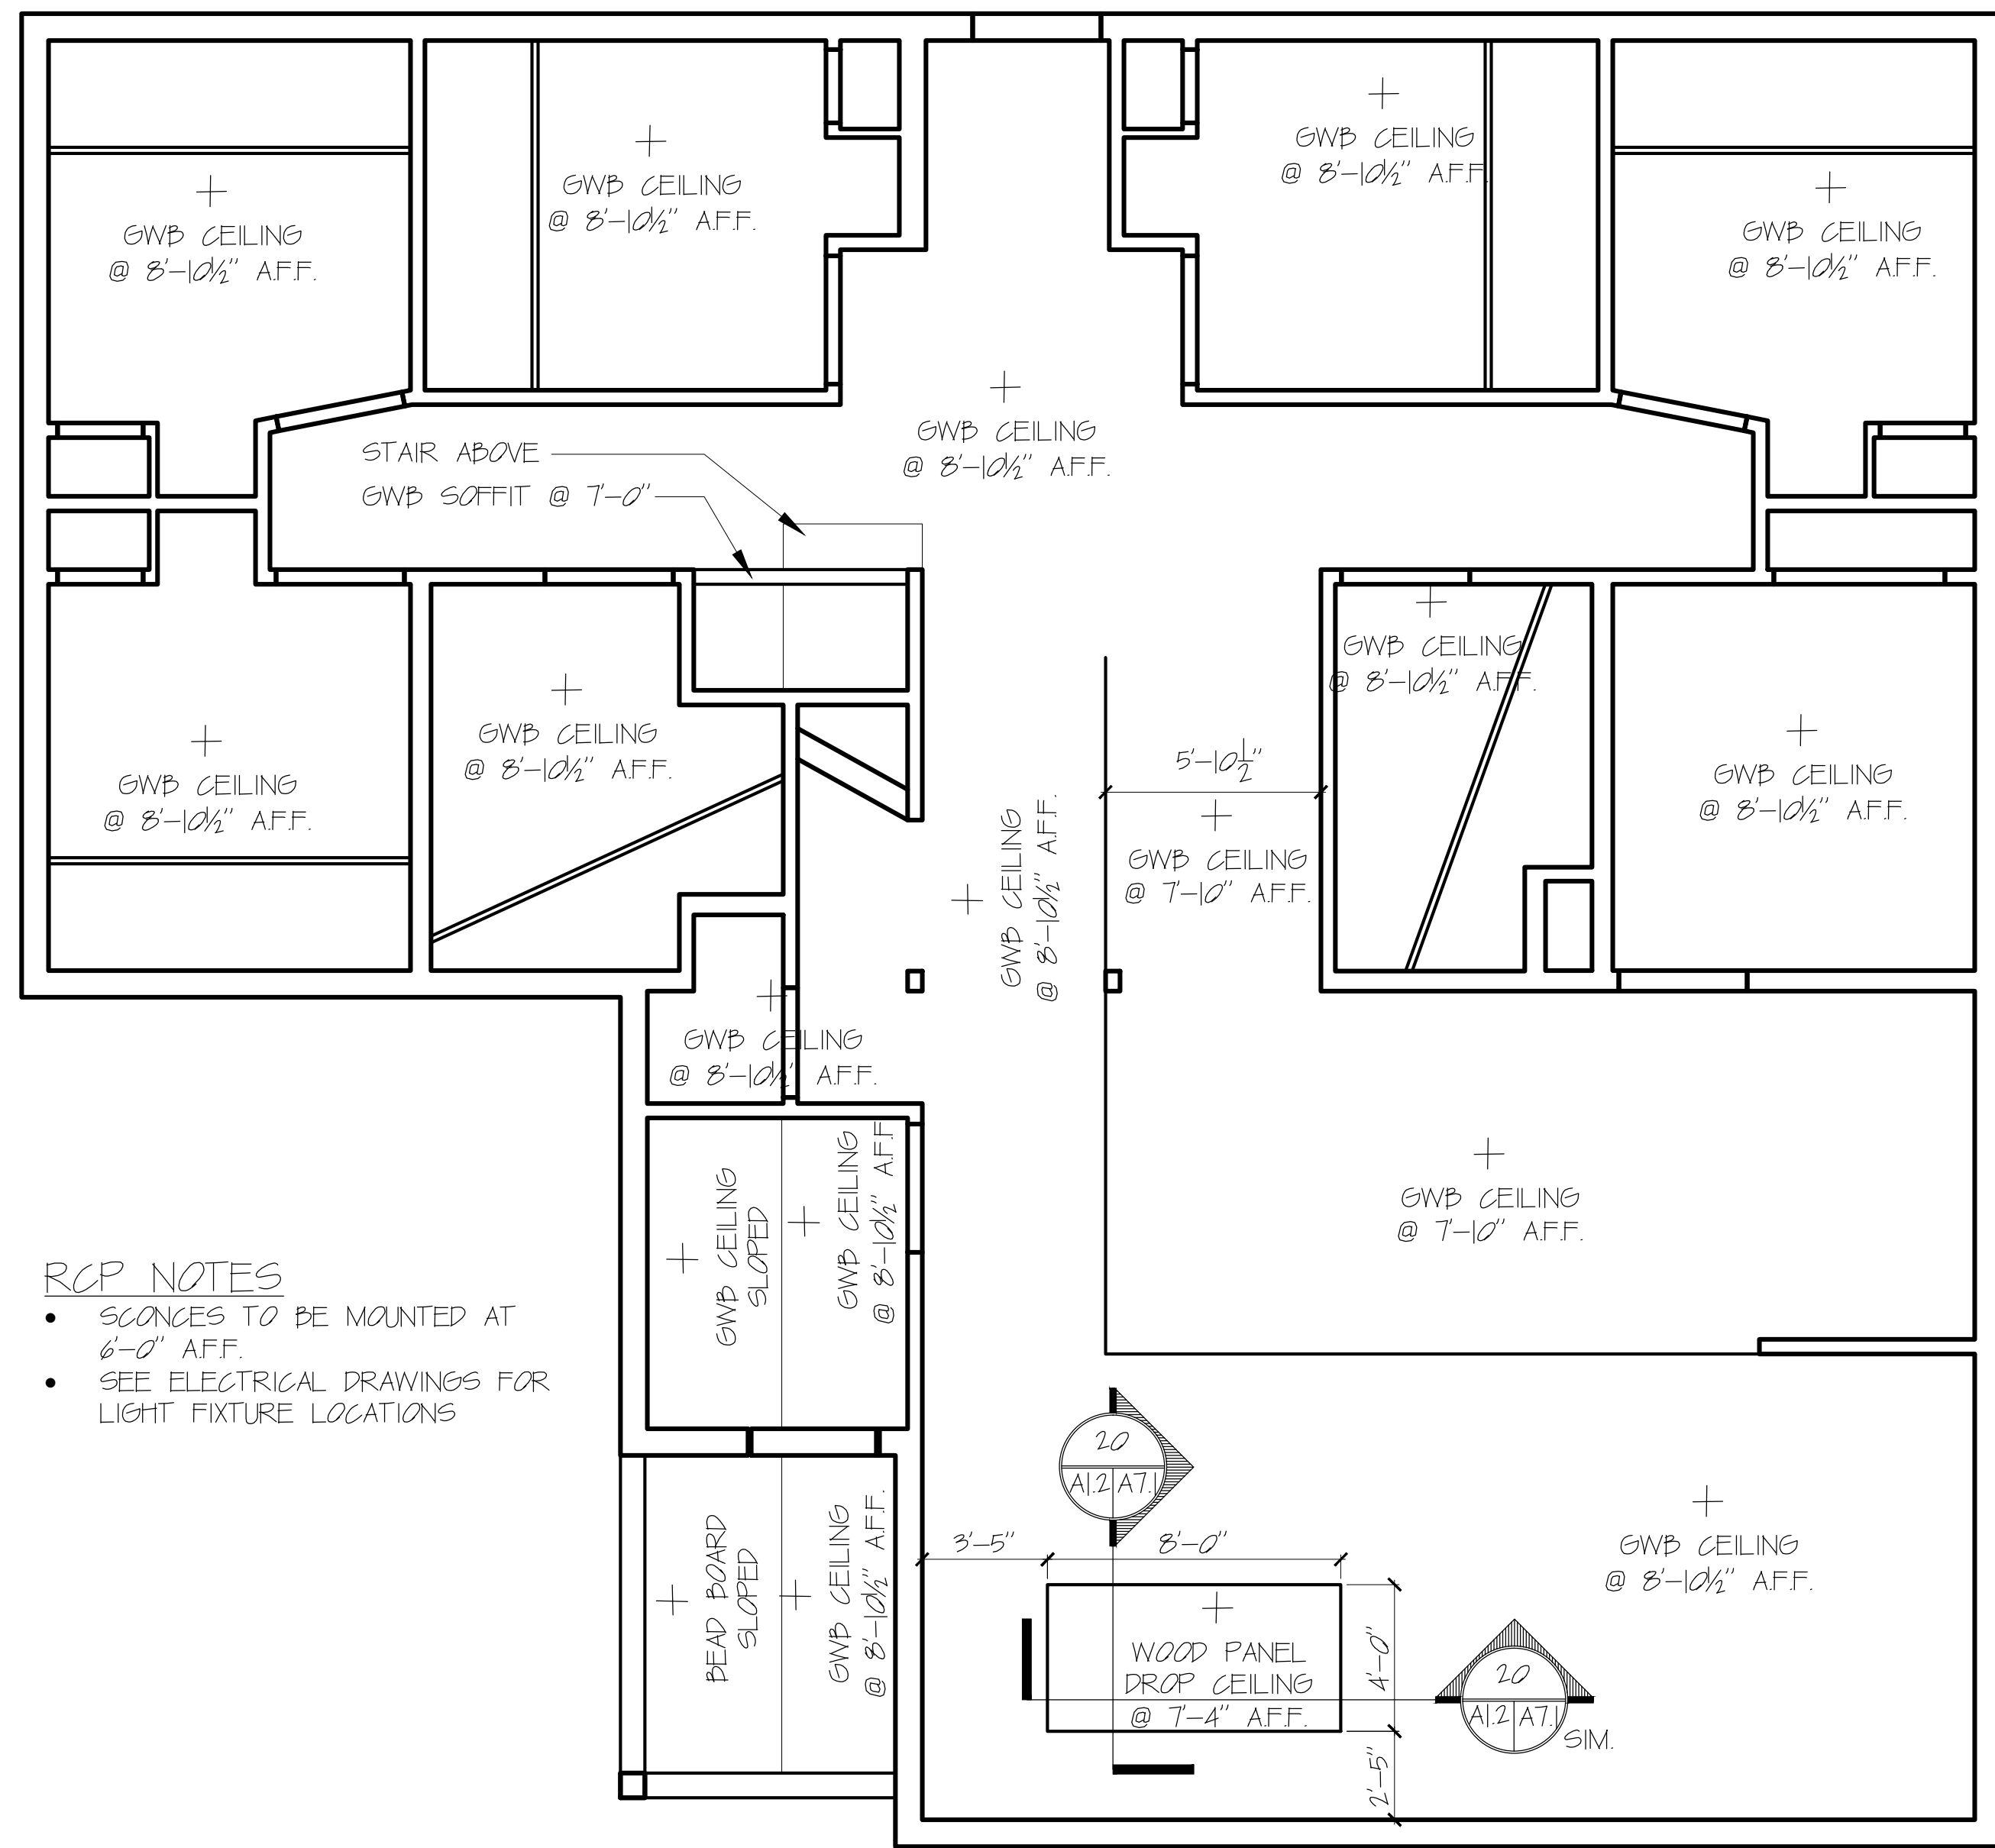 GWB CEILING
@ 8'-10½" A.F.F.
GWB CEILING
@ 8'-10½" A.F.F.
GWB CEILING
@ 8'-10½" A.F.F.
GWB CEILING
@ 8'-10½" A.F.F.
STAIR ABOVE
GWB SOFFIT @ 7'-0"
GWB CEILING
@ 8'-10½" A.F.F.
GWB CEILING
@ 8'-10½" A.F.F.
GWB CEILING
@ 8'-10½" A.F.F.
GWB CEILING
@ 8'-10½" A.F.F.
5'-10½"
GWB CEILING
@ 7'-10" A.F.F.
GWB CEILING
@ 8'-10½" A.F.F.
GWB CEILING
@ 8'-10½" A.F.F.
GWB CEILING
@ 8'-10½" A.F.F.
GWB CEILING
SLOPED
GWB CEILING
@ 8'-10½" A.F.F.
GWB CEILING
@ 7'-10" A.F.F.
RCP NOTES
• SCONCES TO BE MOUNTED AT
6'-0" A.F.F.
• SEE ELECTRICAL DRAWINGS FOR
LIGHT FIXTURE LOCATIONS
20
A1.2 A7.1
BEAD BOARD
SLOPED
GWB CEILING
@ 8'-10½" A.F.F.
3'-5"
8'-0"
WOOD PANEL
DROP CEILING
@ 7'-4" A.F.F.
4'-0"
2'-5"
GWB CEILING
@ 8'-10½" A.F.F.
20
A1.2 A7.1
SIM.